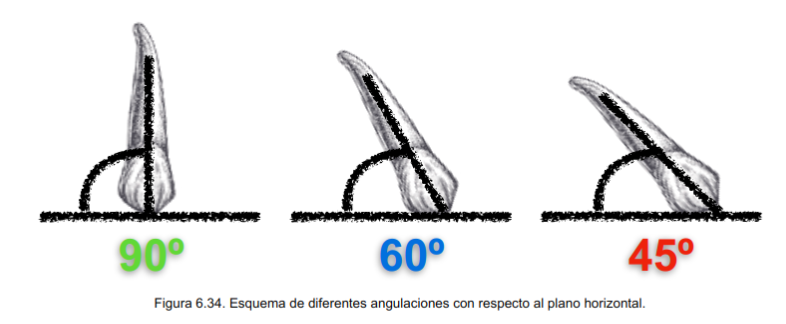 90º 60º 45º
Figura 6.34. Esquema de diferentes angulaciones con respecto al plano horizontal.